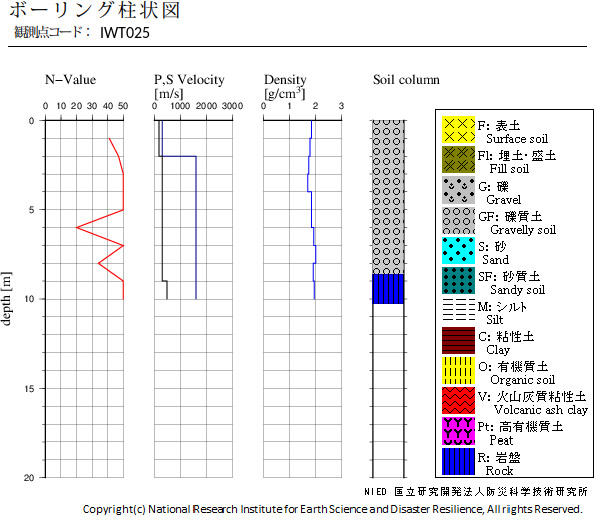 ボーリング柱状図
観測点コード： IWT025
N−Value
P,S Velocity
[m/s]
Density
[g/cm3]
Soil column
0 10 20 30 40 50
0 1000 2000 3000
0 1 2 3
0
5
10
15
20
depth [m]
F: 表土
Surface soil
Fl: 埋土・盛土
Fill soil
G: 礫
Gravel
GF: 礫質土
Gravelly soil
S: 砂
Sand
SF: 砂質土
Sandy soil
M: シルト
Silt
C: 粘性土
Clay
O: 有機質土
Organic soil
V: 火山灰質粘性土
Volcanic ash clay
Pt: 高有機質土
Peat
R: 岩盤
Rock
NIED 国立研究開発法人防災科学技術研究所
Copyright(c) National Research Institute for Earth Science and Disaster Resilience, All rights Reserved.